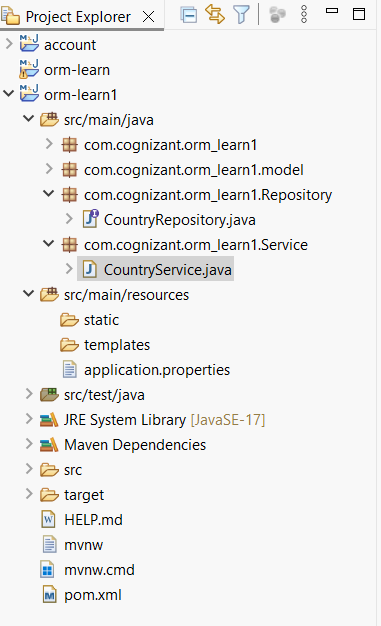 Project Explorer
account
orm-learn
orm-learn1
src/main/java
com.cognizant.orm_learn1
com.cognizant.orm_learn1.model
com.cognizant.orm_learn1.Repository
CountryRepository.java
com.cognizant.orm_learn1.Service
CountryService.java
src/main/resources
static
templates
application.properties
src/test/java
JRE System Library [JavaSE-17]
Maven Dependencies
src
target
HELP.md
mvnw
mvnw.cmd
pom.xml